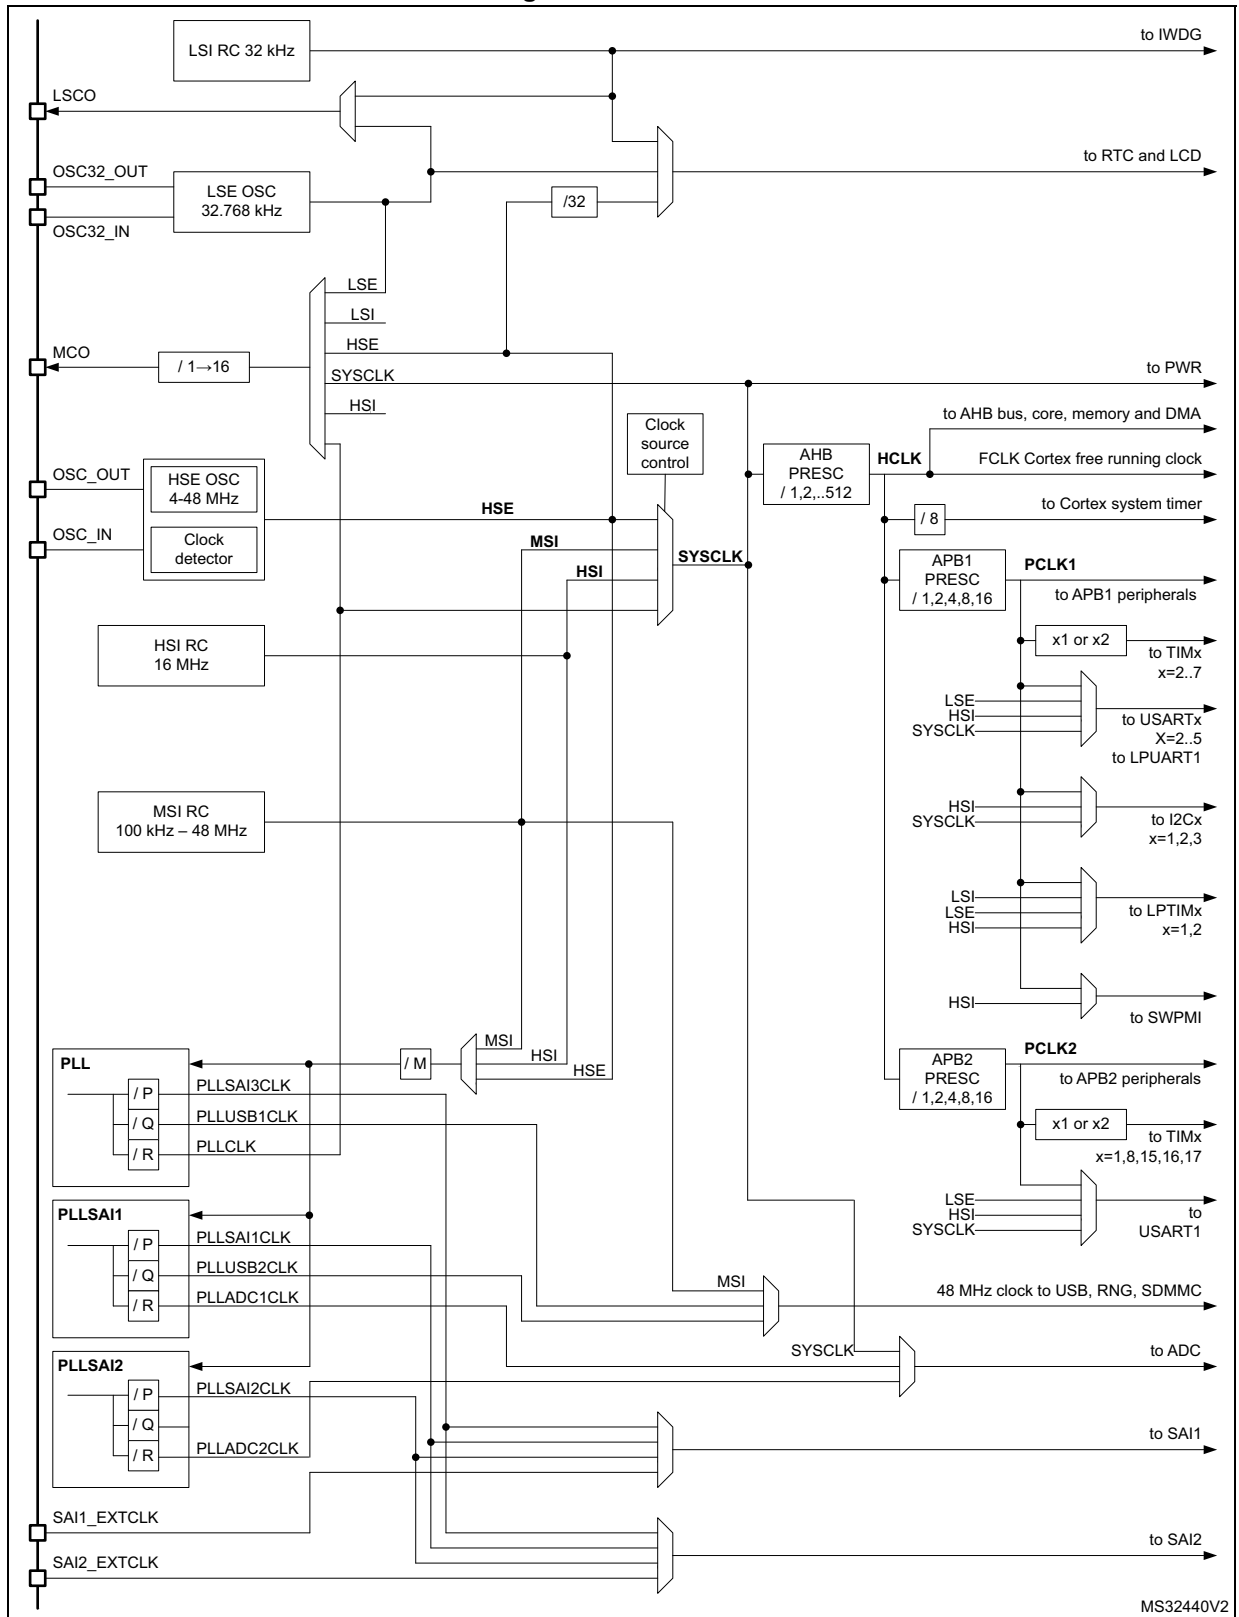 LSI RC 32 kHz
to IWDG
LSCO
OSC32_OUT
to RTC and LCD
LSE OSC
32.768 kHz
/32
OSC32_IN
LSE
LSI
HSE
MCO
/ 1→16
SYSCLK
to PWR
HSI
to AHB bus, core, memory and DMA
Clock
source
control
AHB
PRESC
/ 1,2,..512
HCLK
FCLK Cortex free running clock
OSC_OUT
HSE OSC
4-48 MHz
HSE
to Cortex system timer
/ 8
OSC_IN
Clock
detector
MSI
SYSCLK
HSI
APB1
PRESC
/ 1,2,4,8,16
PCLK1
to APB1 peripherals
HSI RC
16 MHz
x1 or x2
to TIMx
x=2..7
LSE
HSI
SYSCLK
to USARTx
X=2..5
to LPUART1
MSI RC
100 kHz – 48 MHz
HSI
SYSCLK
to I2Cx
x=1,2,3
LSI
LSE
HSI
to LPTIMx
x=1,2
HSI
to SWPMI
MSI
HSI
HSE
/ M
PLL
/ P
PLLSAI3CLK
/ Q
PLLUSB1CLK
/ R
PLLCLK
APB2
PRESC
/ 1,2,4,8,16
PCLK2
to APB2 peripherals
x1 or x2
to TIMx
x=1,8,15,16,17
LSE
HSI
SYSCLK
to
USART1
PLLSAI1
/ P
PLLSAI1CLK
/ Q
PLLUSB2CLK
/ R
PLLADC1CLK
MSI
48 MHz clock to USB, RNG, SDMMC
SYSCLK
to ADC
PLLSAI2
/ P
PLLSAI2CLK
/ Q
/ R
PLLADC2CLK
to SAI1
SAI1_EXTCLK
to SAI2
SAI2_EXTCLK
MS32440V2